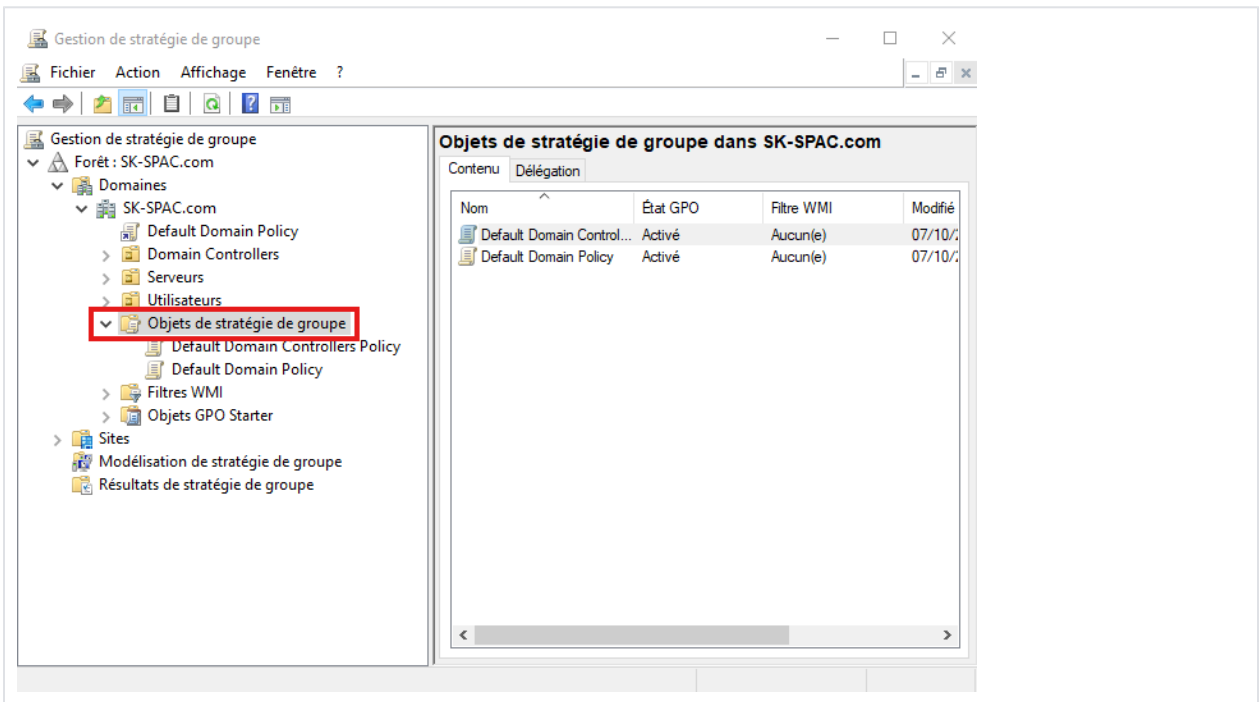 Gestion de stratégie de groupe
Fichier Action Affichage Fenêtre ?
Gestion de stratégie de groupe
Forêt : SK-SPAC.com
Domaines
SK-SPAC.com
Default Domain Policy
Domain Controllers
Serveurs
Utilisateurs
Objets de stratégie de groupe
Default Domain Controllers Policy
Default Domain Policy
Filtres WMI
Objets GPO Starter
Sites
Modélisation de stratégie de groupe
Résultats de stratégie de groupe
Objets de stratégie de groupe dans SK-SPAC.com
Contenu Délégation
Nom État GPO Filtre WMI Modifié
Default Domain Control... Activé Aucun(e) 07/10/
Default Domain Policy Activé Aucun(e) 07/10/